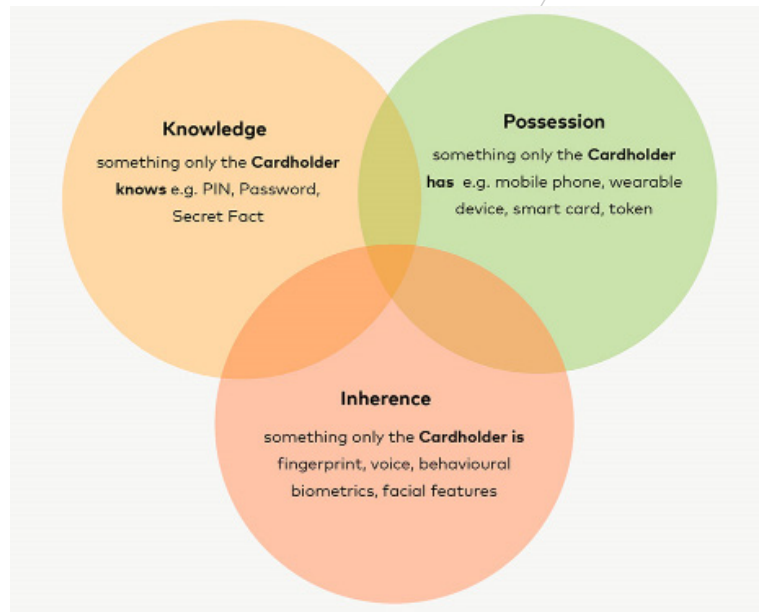 Knowledge
something only the Cardholder
knows e.g. PIN, Password,
Secret Fact
Possession
something only the Cardholder
has e.g. mobile phone, wearable
device, smart card, token
Inherence
something only the Cardholder is
fingerprint, voice, behavioural
biometrics, facial features